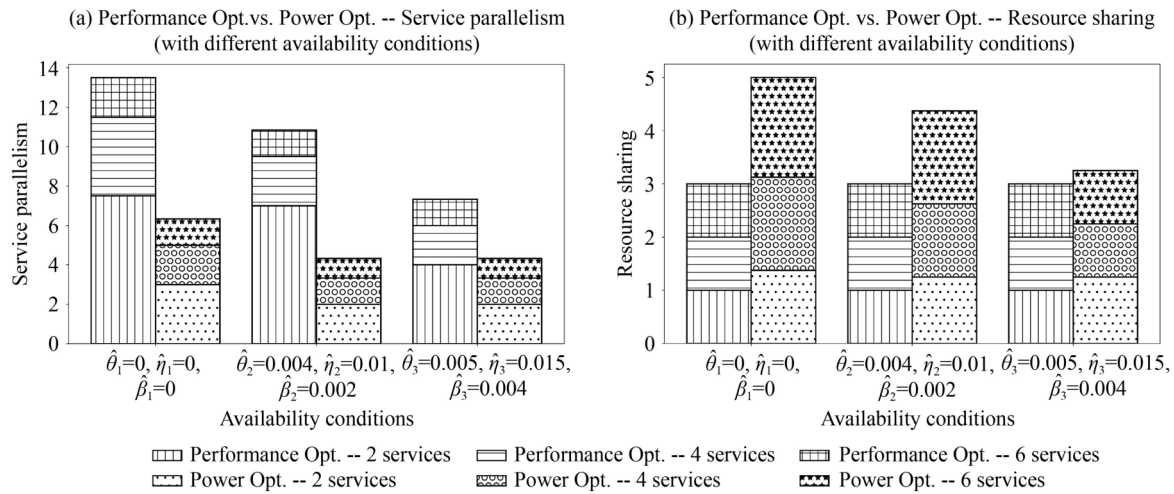 (a) Performance Opt.vs. Power Opt. -- Service parallelism
(with different availability conditions)
14
12
10
8
6
4
2
0
Service parallelism
θ̂₁=0, η̂₁=0,
β̂₁=0
θ̂₂=0.004, η̂₂=0.01,
β̂₂=0.002
θ̂₃=0.005, η̂₃=0.015,
β̂₃=0.004
Availability conditions
(b) Performance Opt. vs. Power Opt. -- Resource sharing
(with different availability conditions)
5
4
3
2
1
0
Resource sharing
θ̂₁=0, η̂₁=0,
β̂₁=0
θ̂₂=0.004, η̂₂=0.01,
β̂₂=0.002
θ̂₃=0.005, η̂₃=0.015,
β̂₃=0.004
Availability conditions
Performance Opt. -- 2 services
Performance Opt. -- 4 services
Performance Opt. -- 6 services
Power Opt. -- 2 services
Power Opt. -- 4 services
Power Opt. -- 6 services